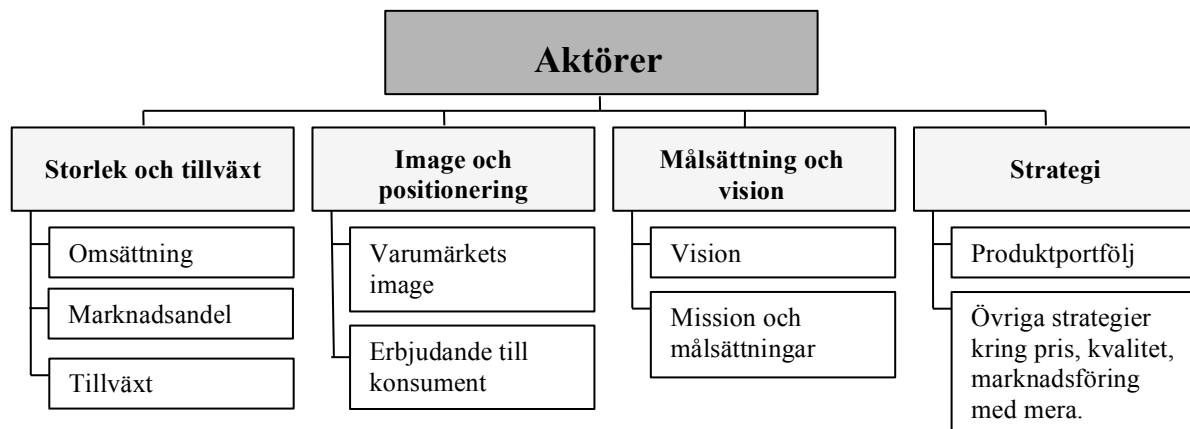 Aktörer
Storlek och tillväxt
Omsättning
Marknadsandel
Tillväxt
Image och
positionering
Varumärkets
image
Erbjudande till
konsument
Målsättning och
vision
Vision
Mission och
målsättningar
Strategi
Produktportfölj
Övriga strategier
kring pris, kvalitet,
marknadsföring
med mera.